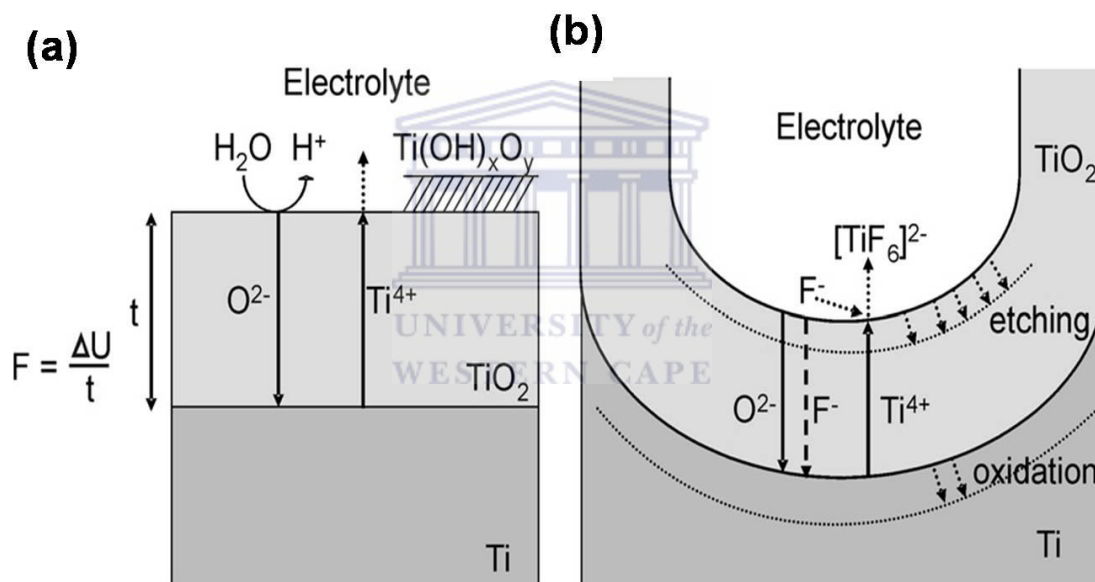 (a)
Electrolyte
H₂O H⁺
Ti(OH)ₓOᵧ
t
O²⁻
Ti⁴⁺
F = ΔU/t
TiO₂
Ti
(b)
Electrolyte
TiO₂
[TiF₆]²⁻
F⁻
etching
O²⁻
F⁻
Ti⁴⁺
oxidation
Ti
UNIVERSITY of the
WESTERN CAPE